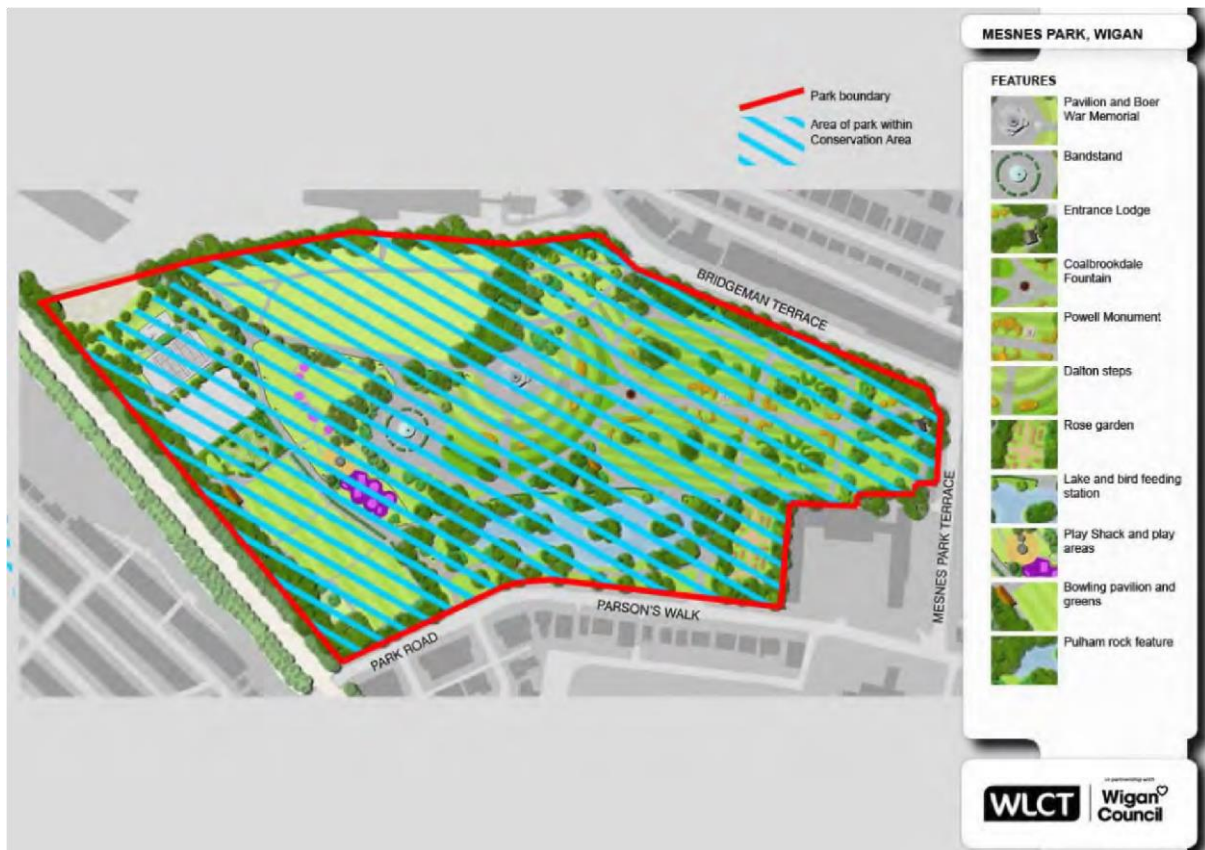 MESNES PARK, WIGAN
FEATURES
Pavilion and Boer
War Memorial
Bandstand
Entrance Lodge
Coalbrookdale
Fountain
Powell Monument
Dalton steps
Rose garden
Lake and bird feeding
station
Play Shack and play
areas
Bowling pavilion and
greens
Pulham rock feature
Park boundary
Area of park within
Conservation Area
BRIDGEMAN TERRACE
MESNES PARK TERRACE
PARSON'S WALK
PARK ROAD
WLCT
in partnership with
Wigan
Council